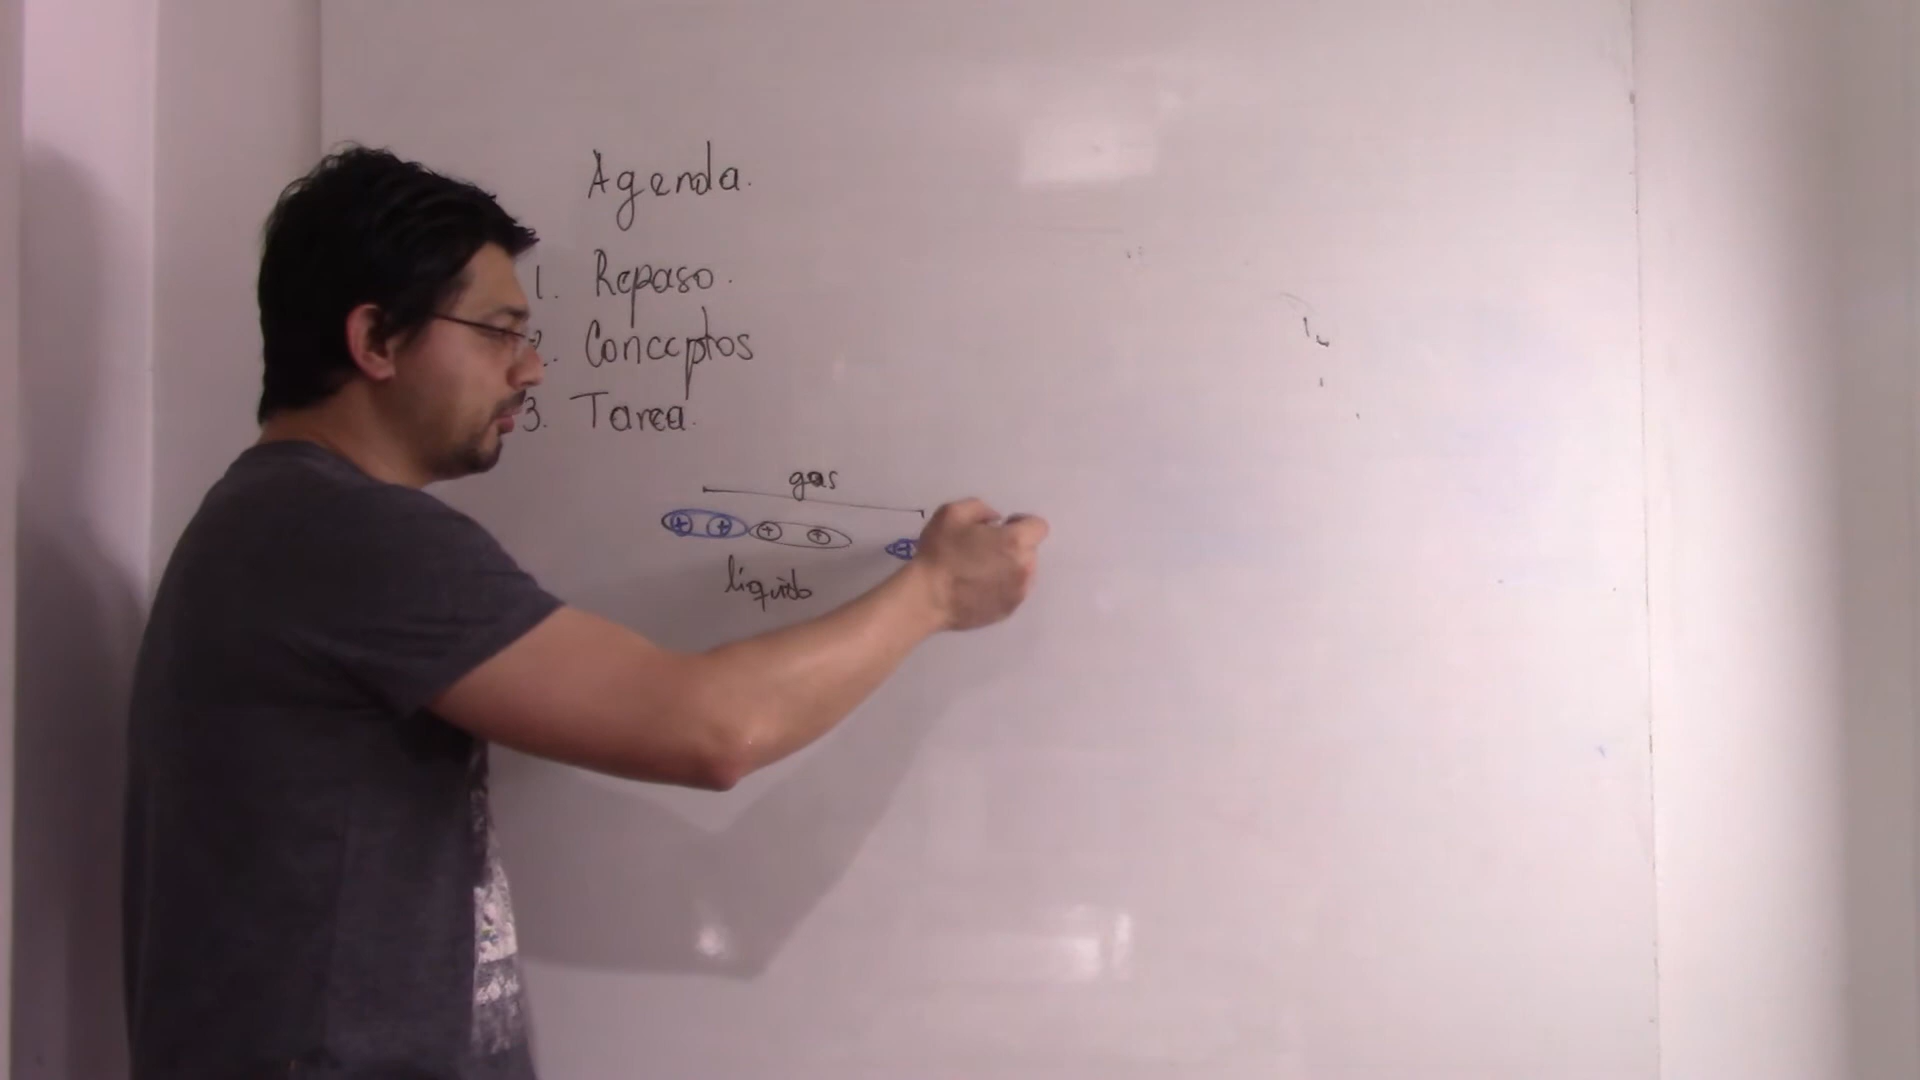 Agenda.
1. Repaso.
2. Conceptos
3. Tarea.
gas
+ + + + +
líquido